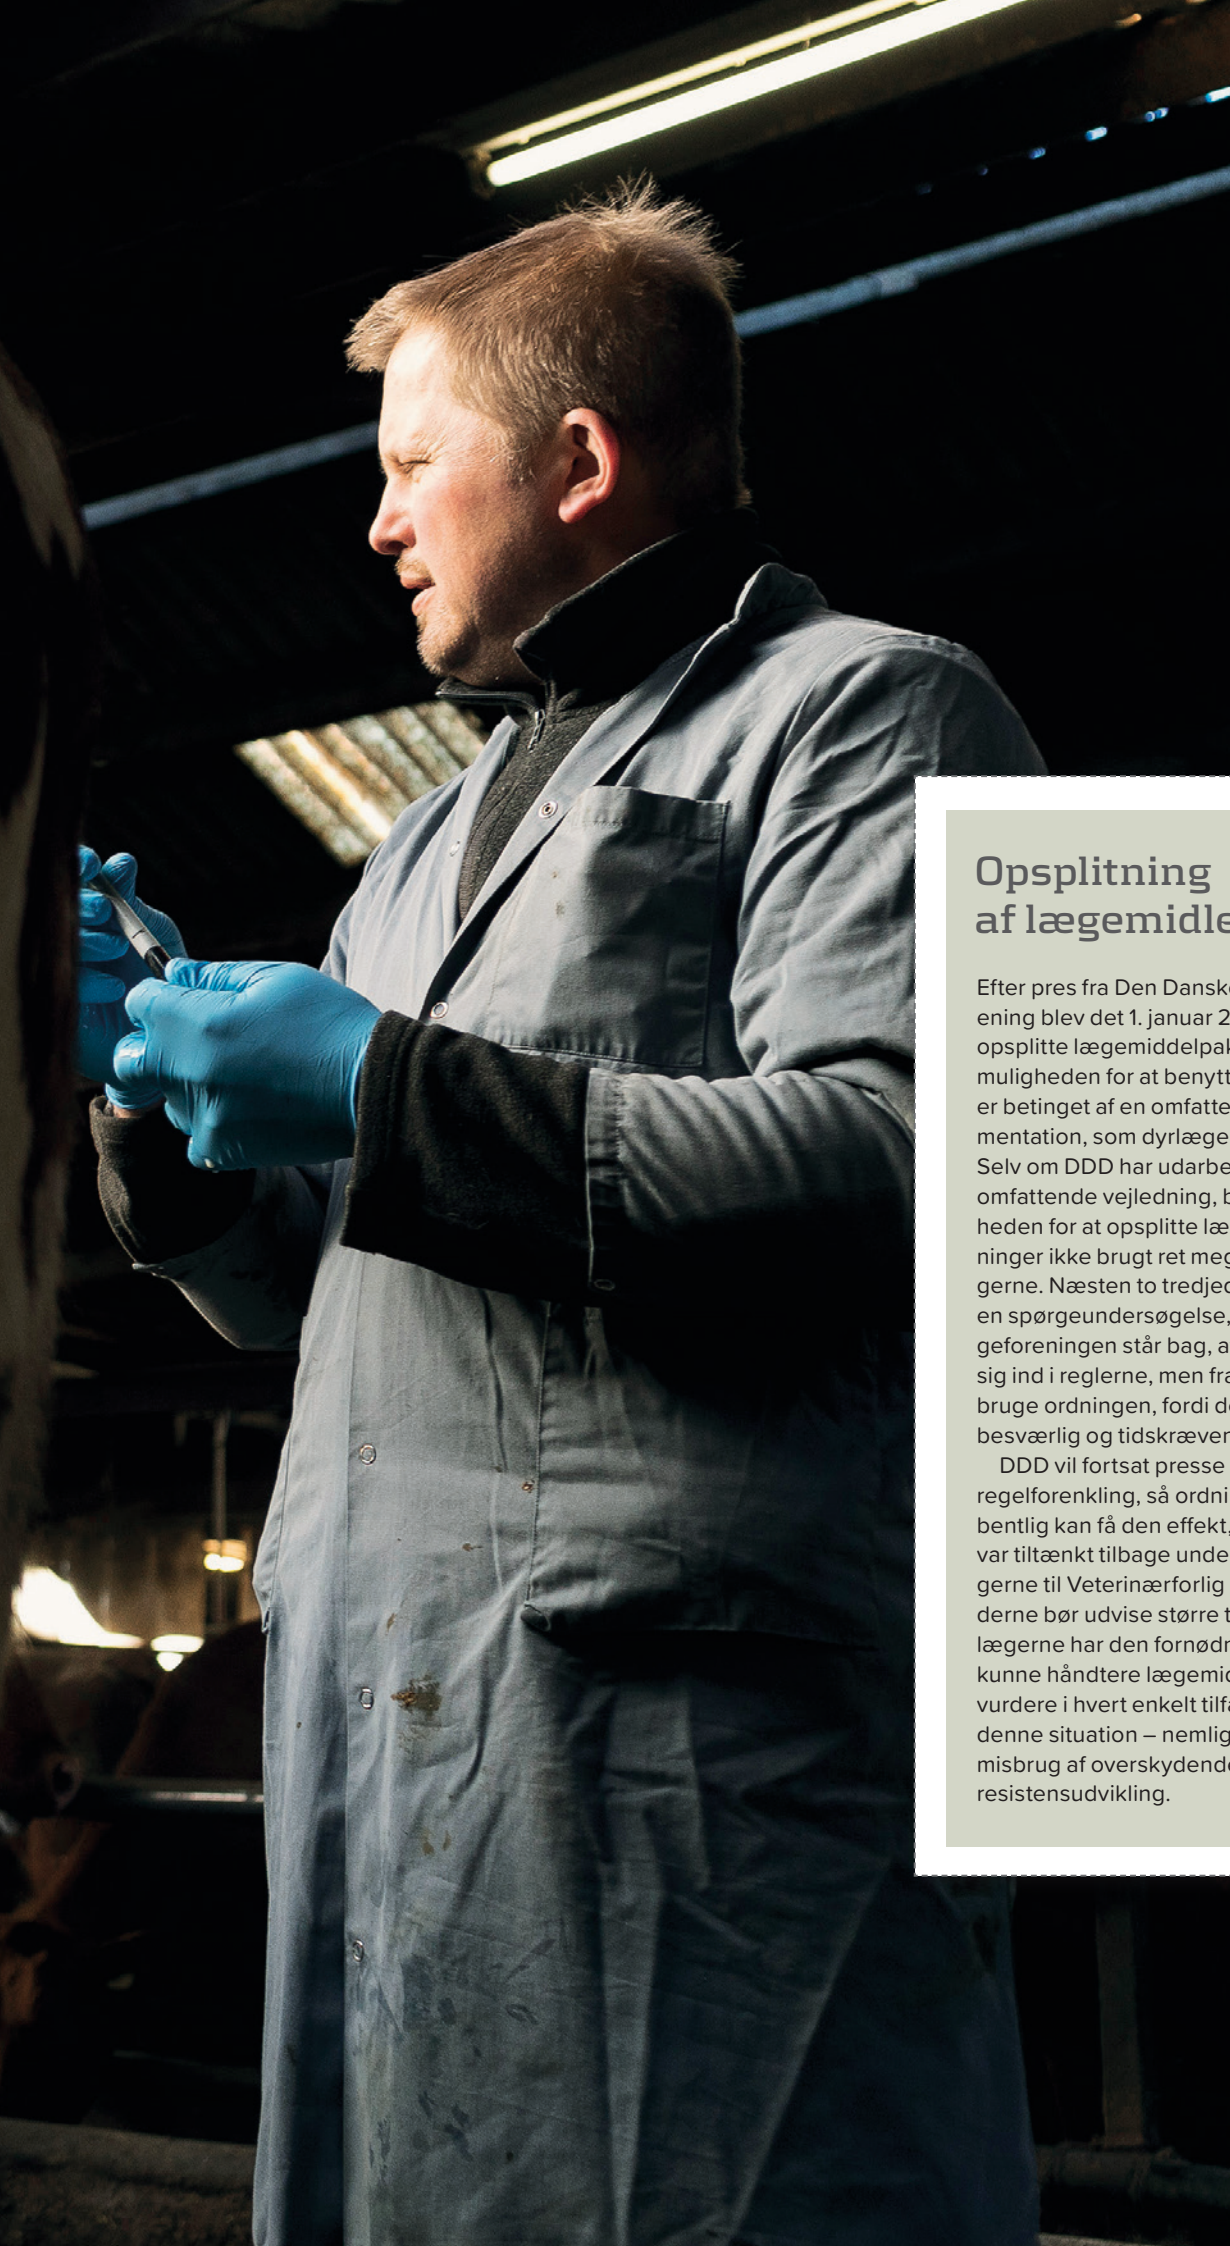 Opsplitning
af lægemidle
Efter pres fra Den Dansk
ening blev det 1. januar 2
opsplitte lægemiddelpak
muligheden for at benytt
er betinget af en omfatte
mentation, som dyrlæge
Selv om DDD har udarbe
omfattende vejledning, b
heden for at opsplitte læ
ninger ikke brugt ret meg
gerne. Næsten to tredjed
en spørgeundersøgelse,
geforeningen står bag, a
sig ind i reglerne, men fra
bruge ordningen, fordi d
besværlig og tidskræver
DDD vil fortsat presse
regelforenkling, så ordni
bentlig kan få den effekt,
var tiltænkt tilbage unde
gerne til Veterinærforlig
derne bør udvise større t
lægerne har den fornødn
kunne håndtere lægemid
vurdere i hvert enkelt tilfæ
denne situation – nemlig
misbrug af overskydende
resistensudvikling.